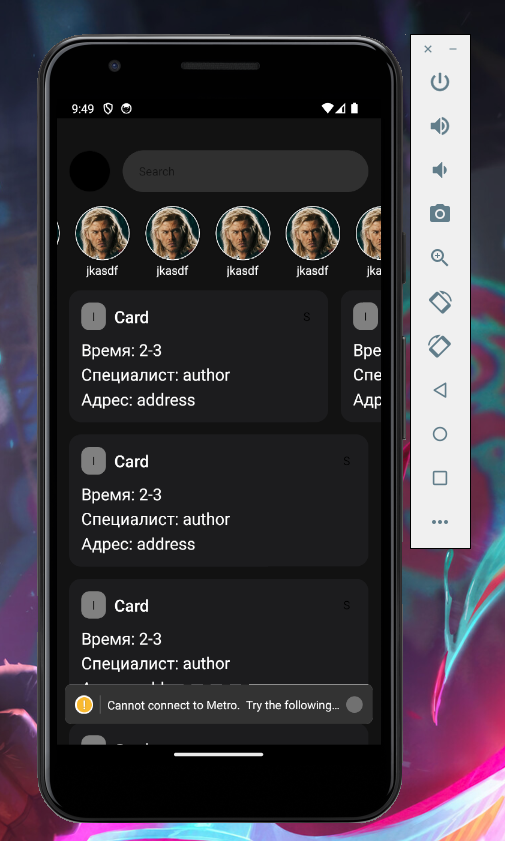 9:49
Search
jkasdf
jkasdf
jkasdf
jkasdf
jka
I Card S
Время: 2-3
Специалист: author
Адрес: address
I
Вре
Спе
Адр
I Card S
Время: 2-3
Специалист: author
Адрес: address
I Card S
Время: 2-3
Специалист: author
Cannot connect to Metro. Try the following...